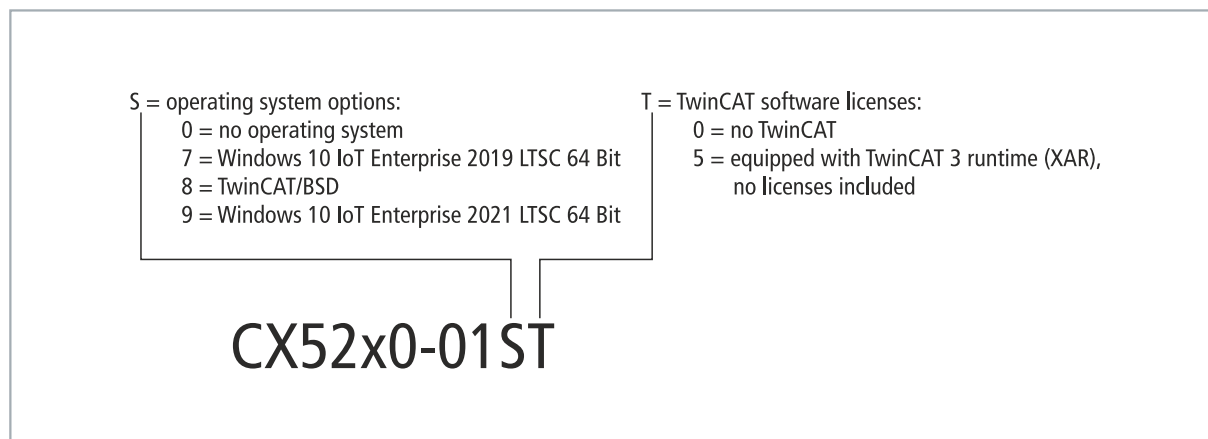 S = operating system options:
0 = no operating system
7 = Windows 10 IoT Enterprise 2019 LTSC 64 Bit
8 = TwinCAT/BSD
9 = Windows 10 IoT Enterprise 2021 LTSC 64 Bit
T = TwinCAT software licenses:
0 = no TwinCAT
5 = equipped with TwinCAT 3 runtime (XAR),
no licenses included
CX52x0-01ST